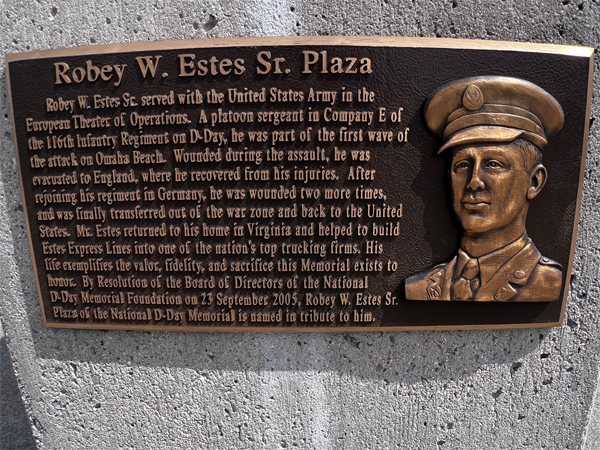 Robey W. Estes Sr. Plaza
Robey W. Estes Sr. served with the United States Army in the
European Theater of Operations. A platoon sergeant in Company E of
the 116th Infantry Regiment on D-Day, he was part of the first wave of
the attack on Omaha Beach. Wounded during the assault, he was
evacuated to England, where he recovered from his injuries. After
rejoining his regiment in Germany, he was wounded two more times,
and was finally transferred out of the war zone and back to the United
States. Mr. Estes returned to his home in Virginia and helped to build
Estes Express Lines into one of the nation's top trucking firms. His
life exemplifies the valor, fidelity, and sacrifice this Memorial exists to
honor. By Resolution of the Board of Directors of the National
D-Day Memorial Foundation on 23 September 2005, Robey W. Estes Sr.
Plaza of the National D-Day Memorial is named in tribute to him.